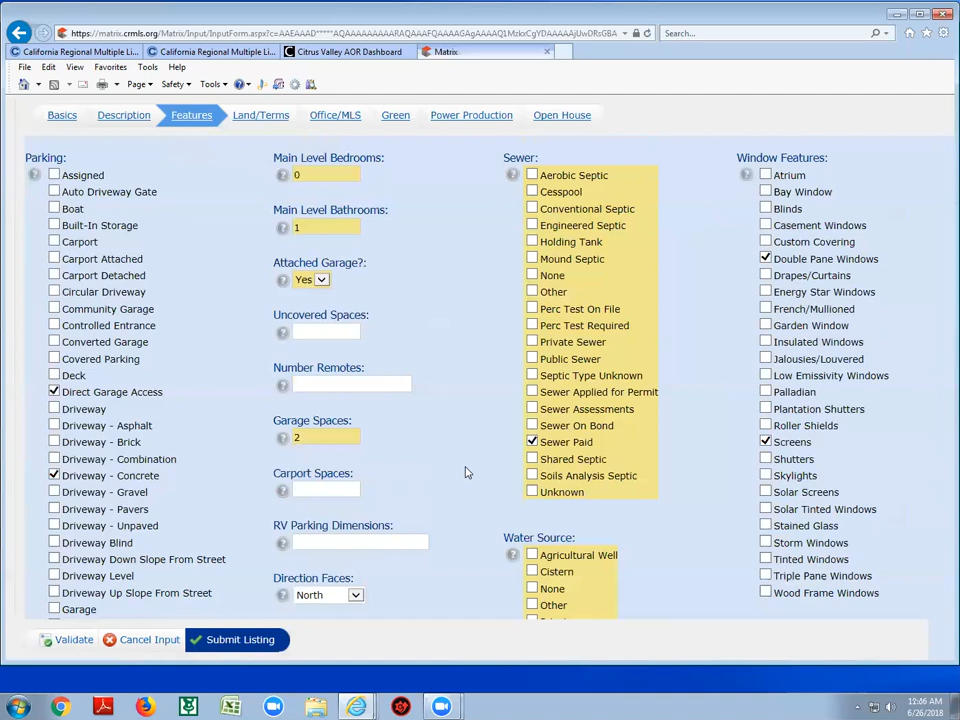 https://matrix.crmls.org/Matrix/Input/InputForm.aspx?c=
Search...
California Regional Multiple Li...
California Regional Multiple Li...
Citrus Valley AOR Dashboard
Matrix
File Edit View Favorites Tools Help
Page Safety Tools
Basics Description Features Land/Terms Office/MLS Green Power Production Open House
Parking:
Assigned
Auto Driveway Gate
Boat
Built-In Storage
Carport
Carport Attached
Carport Detached
Circular Driveway
Community Garage
Controlled Entrance
Converted Garage
Covered Parking
Deck
Direct Garage Access
Driveway
Driveway - Asphalt
Driveway - Brick
Driveway - Combination
Driveway - Concrete
Driveway - Gravel
Driveway - Pavers
Driveway - Unpaved
Driveway Blind
Driveway Down Slope From Street
Driveway Level
Driveway Up Slope From Street
Garage
Main Level Bedrooms:
0
Main Level Bathrooms:
1
Attached Garage?:
Yes
Uncovered Spaces:
Number Remotes:
Garage Spaces:
2
Carport Spaces:
RV Parking Dimensions:
Direction Faces:
North
Sewer:
Aerobic Septic
Cesspool
Conventional Septic
Engineered Septic
Holding Tank
Mound Septic
None
Other
Perc Test On File
Perc Test Required
Private Sewer
Public Sewer
Septic Type Unknown
Sewer Applied for Permit
Sewer Assessments
Sewer On Bond
Sewer Paid
Shared Septic
Soils Analysis Septic
Unknown
Water Source:
Agricultural Well
Cistern
None
Other
Window Features:
Atrium
Bay Window
Blinds
Casement Windows
Custom Covering
Double Pane Windows
Drapes/Curtains
Energy Star Windows
French/Mullioned
Garden Window
Insulated Windows
Jalousies/Louvered
Low Emissivity Windows
Palladian
Plantation Shutters
Roller Shields
Screens
Shutters
Skylights
Solar Screens
Solar Tinted Windows
Stained Glass
Storm Windows
Tinted Windows
Triple Pane Windows
Wood Frame Windows
Validate Cancel Input Submit Listing
12:06 AM
6/26/2018